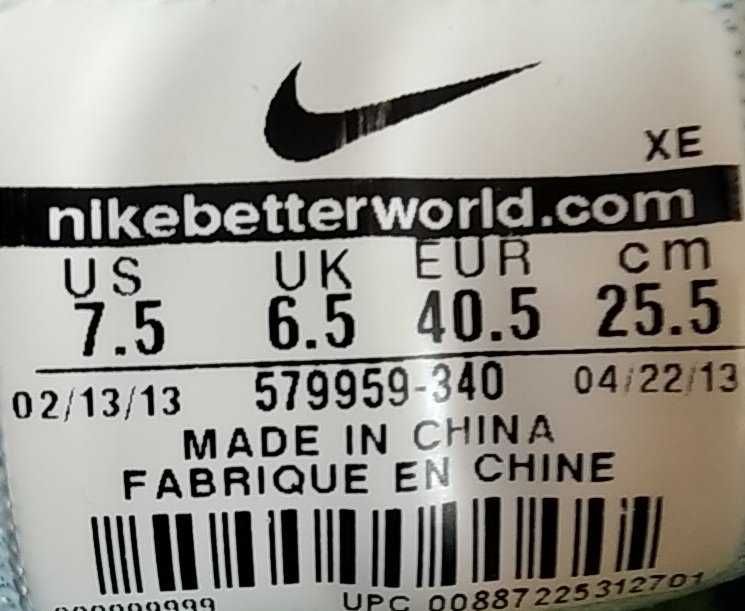 XE
nikebetterworld.com
US UK EUR cm
7.5 6.5 40.5 25.5
02/13/13 579959-340 04/22/13
MADE IN CHINA
FABRIQUE EN CHINE
UPC 00887225312701